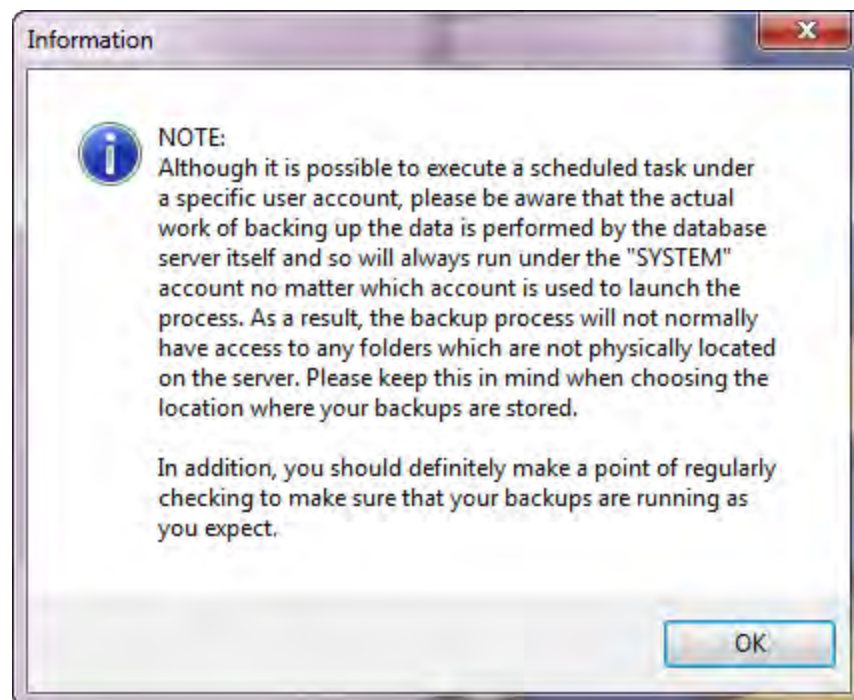 Information
NOTE:
Although it is possible to execute a scheduled task under
a specific user account, please be aware that the actual
work of backing up the data is performed by the database
server itself and so will always run under the "SYSTEM"
account no matter which account is used to launch the
process. As a result, the backup process will not normally
have access to any folders which are not physically located
on the server. Please keep this in mind when choosing the
location where your backups are stored.
In addition, you should definitely make a point of regularly
checking to make sure that your backups are running as
you expect.
OK